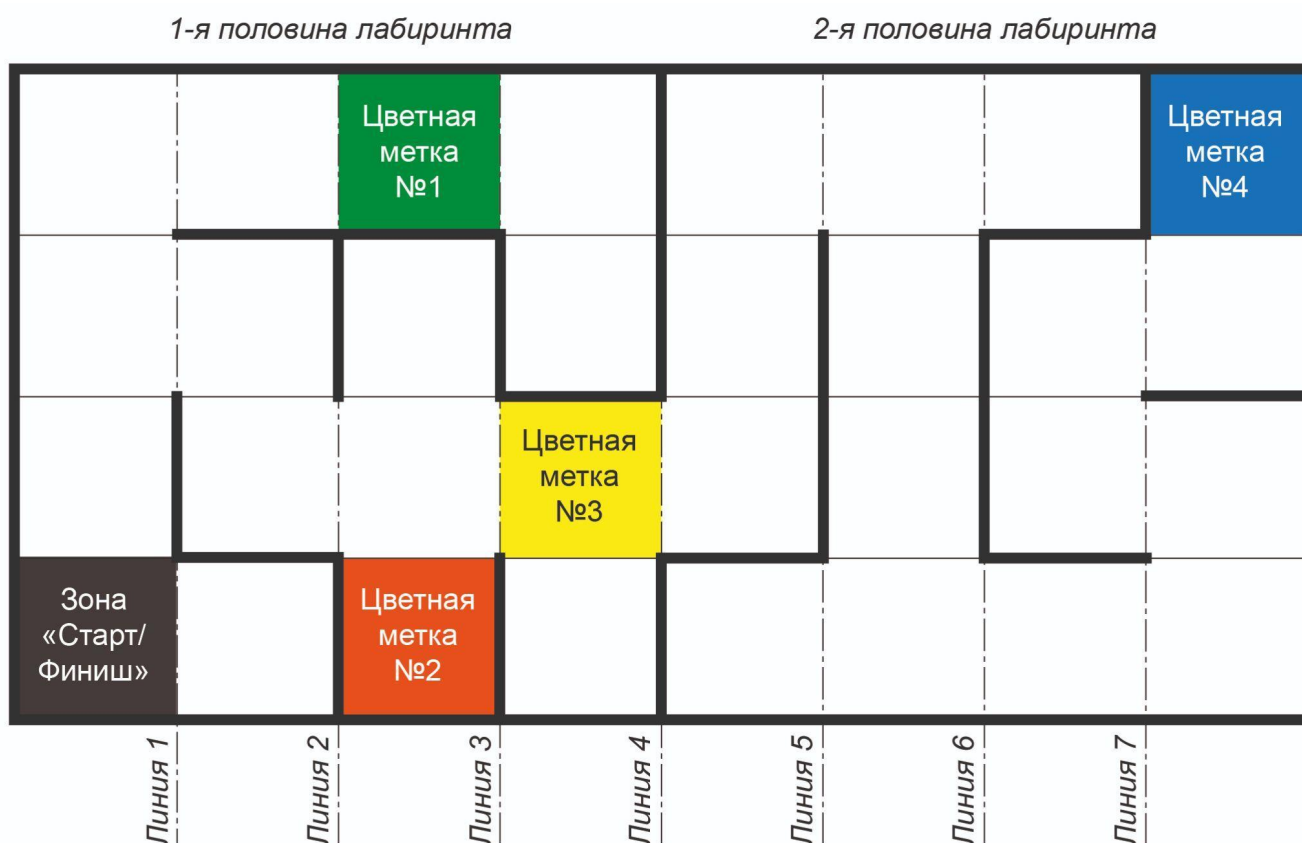 1-я половина лабиринта
2-я половина лабиринта
Цветная
метка
№1
Цветная
метка
№4
Цветная
метка
№3
Зона
«Старт/
Финиш»
Цветная
метка
№2
Линия 1
Линия 2
Линия 3
Линия 4
Линия 5
Линия 6
Линия 7